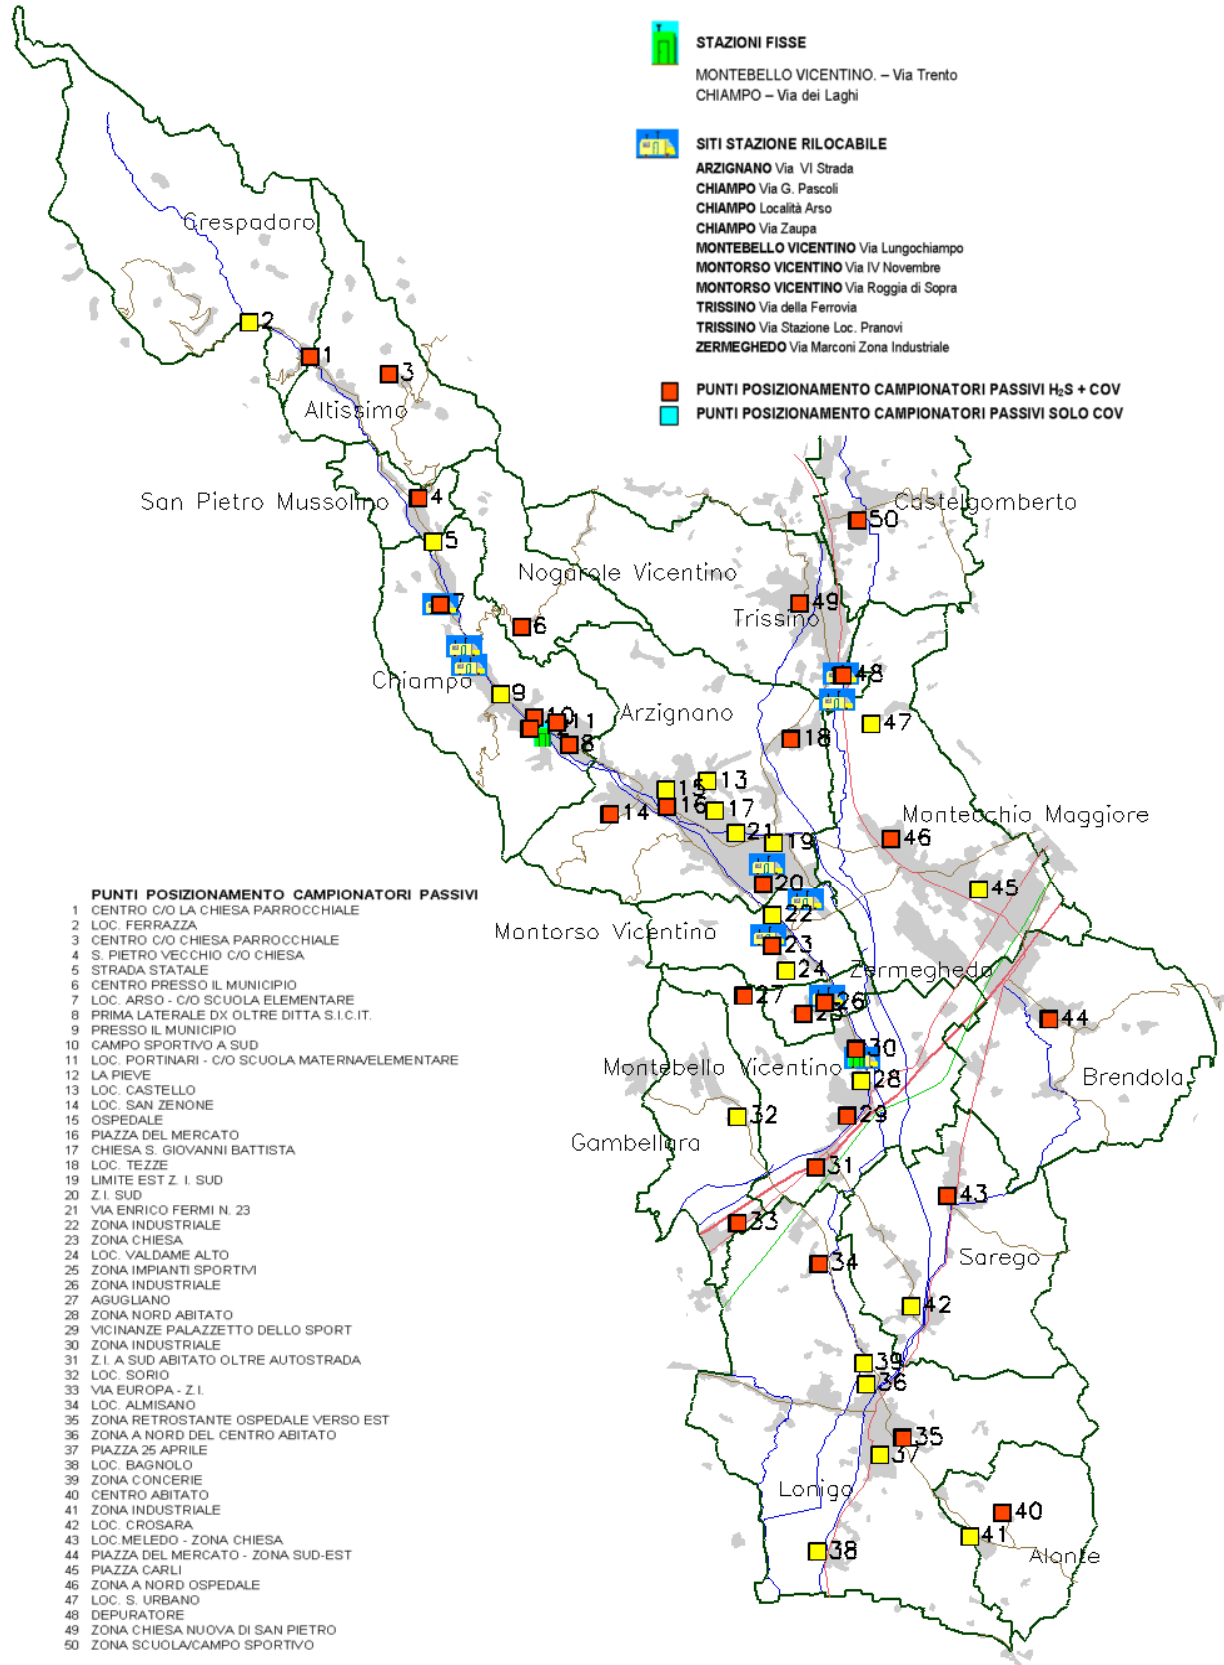 STAZIONI FISSE
MONTEBELLO VICENTINO. – Via Trento
CHIAMPO – Via dei Laghi
SITI STAZIONE RILOCABILE
ARZIGNANO Via VI Strada
CHIAMPO Via G. Pascoli
CHIAMPO Località Arso
CHIAMPO Via Zaupa
MONTEBELLO VICENTINO Via Lungochiampo
MONTORSO VICENTINO Via IV Novembre
MONTORSO VICENTINO Via Roggia di Sopra
TRISSINO Via della Ferrovia
TRISSINO Via Stazione Loc. Pranovi
ZERMEGHEDO Via Marconi Zona Industriale
PUNTI POSIZIONAMENTO CAMPIONATORI PASSIVI H₂S + COV
PUNTI POSIZIONAMENTO CAMPIONATORI PASSIVI SOLO COV
Crespadoro
2
1
3
Altissimo
San Pietro Mussolino
4
5
Castelgomberto
50
Nogarole Vicentino
7
6
49
Trissino
48
Chiampo
9
Arzignano
47
10
11
8
18
13
15
16
17
14
Montecchio Maggiore
21
19
46
20
45
22
Montorso Vicentino
23
24
Zermeghedo
27
26
25
44
30
Montebello Vicentino
28
Brendola
29
32
Gambellara
31
43
33
Sarego
34
42
39
36
35
37
Lonigo
40
41
38
Alonte
PUNTI POSIZIONAMENTO CAMPIONATORI PASSIVI
1 CENTRO C/O LA CHIESA PARROCCHIALE
2 LOC. FERRAZZA
3 CENTRO C/O CHIESA PARROCCHIALE
4 S. PIETRO VECCHIO C/O CHIESA
5 STRADA STATALE
6 CENTRO PRESSO IL MUNICIPIO
7 LOC. ARSO - C/O SCUOLA ELEMENTARE
8 PRIMA LATERALE DX OLTRE DITTA S.I.C.IT.
9 PRESSO IL MUNICIPIO
10 CAMPO SPORTIVO A SUD
11 LOC. PORTINARI - C/O SCUOLA MATERNA/ELEMENTARE
12 LA PIEVE
13 LOC. CASTELLO
14 LOC. SAN ZENONE
15 OSPEDALE
16 PIAZZA DEL MERCATO
17 CHIESA S. GIOVANNI BATTISTA
18 LOC. TEZZE
19 LIMITE EST Z. I. SUD
20 Z.I. SUD
21 VIA ENRICO FERMI N. 23
22 ZONA INDUSTRIALE
23 ZONA CHIESA
24 LOC. VALDAME ALTO
25 ZONA IMPIANTI SPORTIVI
26 ZONA INDUSTRIALE
27 AGUGLIANO
28 ZONA NORD ABITATO
29 VICINANZE PALAZZETTO DELLO SPORT
30 ZONA INDUSTRIALE
31 Z.I. A SUD ABITATO OLTRE AUTOSTRADA
32 LOC. SORIO
33 VIA EUROPA - Z.I.
34 LOC. ALMISANO
35 ZONA RETROSTANTE OSPEDALE VERSO EST
36 ZONA A NORD DEL CENTRO ABITATO
37 PIAZZA 25 APRILE
38 LOC. BAGNOLO
39 ZONA CONCERIE
40 CENTRO ABITATO
41 ZONA INDUSTRIALE
42 LOC. CROSARA
43 LOC.MELEDO - ZONA CHIESA
44 PIAZZA DEL MERCATO - ZONA SUD-EST
45 PIAZZA CARLI
46 ZONA A NORD OSPEDALE
47 LOC. S. URBANO
48 DEPURATORE
49 ZONA CHIESA NUOVA DI SAN PIETRO
50 ZONA SCUOLA/CAMPO SPORTIVO